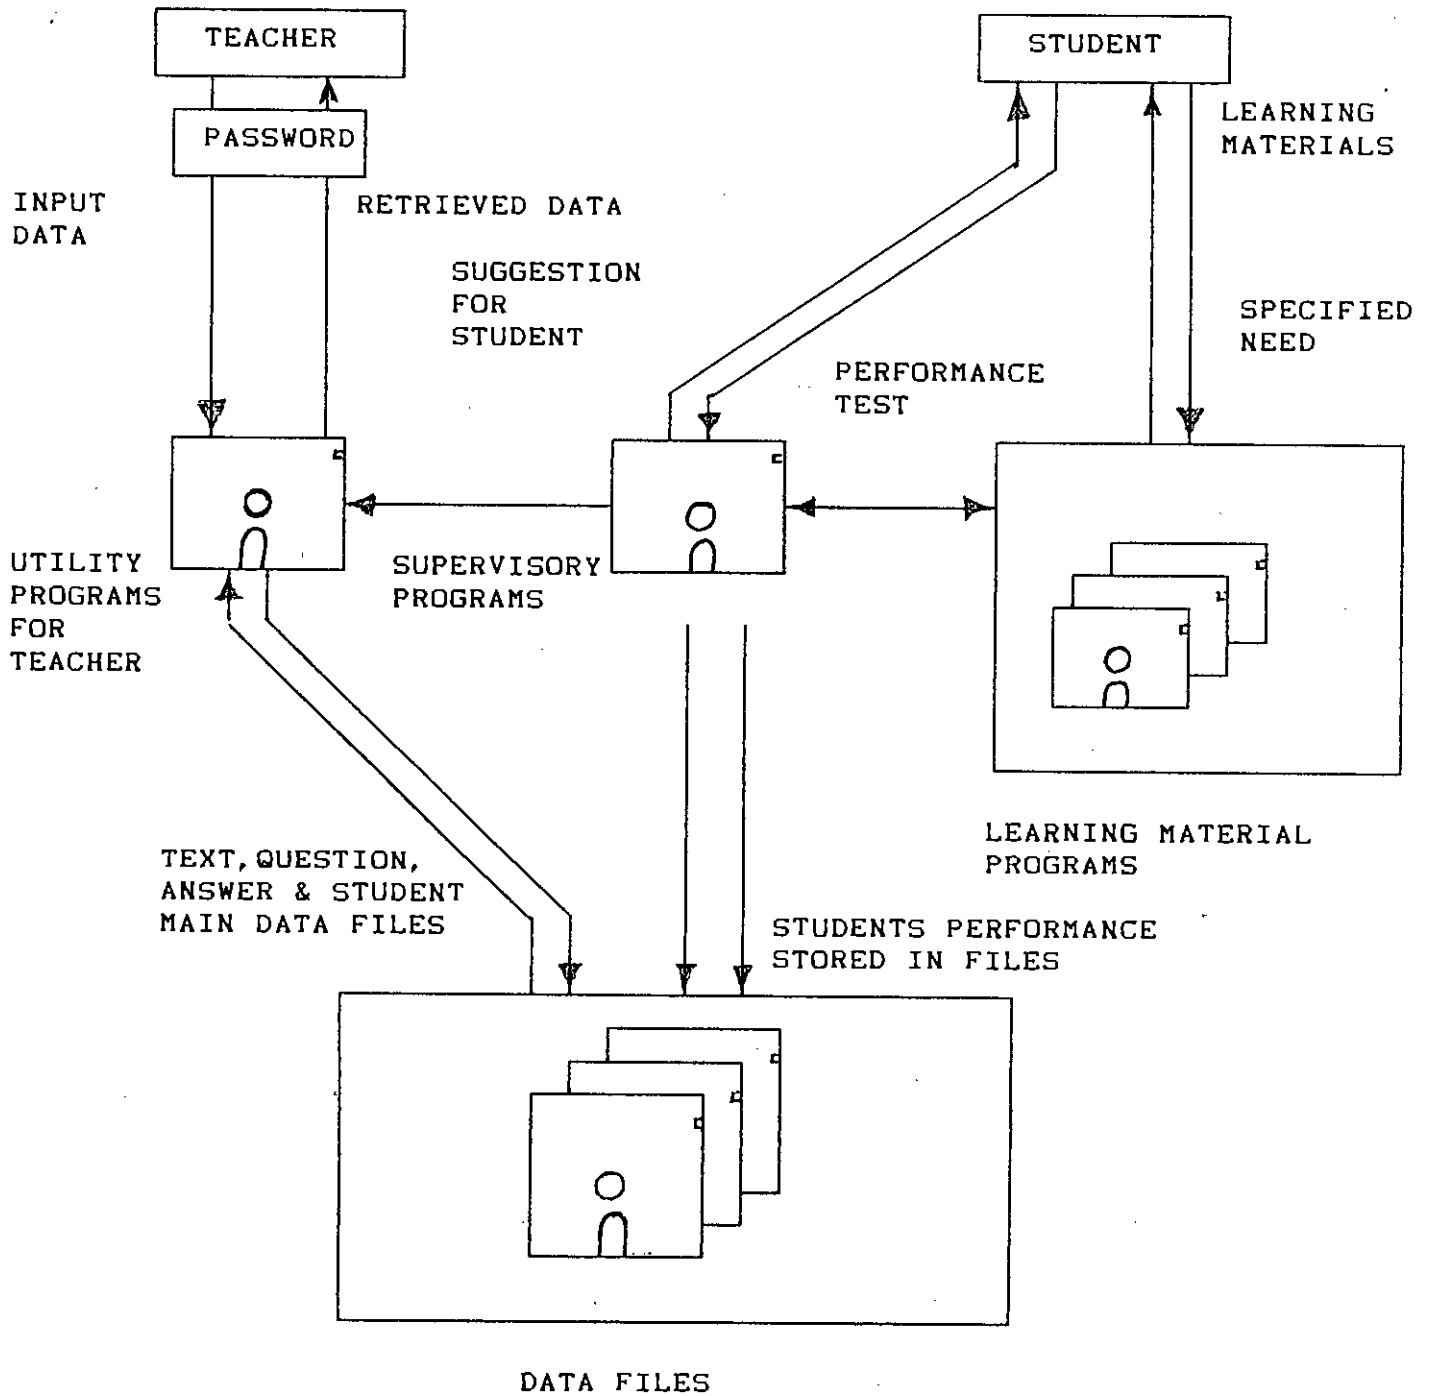 TEACHER
STUDENT
PASSWORD
LEARNING
MATERIALS
INPUT
DATA
RETRIEVED DATA
SUGGESTION
FOR
STUDENT
SPECIFIED
NEED
PERFORMANCE
TEST
UTILITY
PROGRAMS
FOR
TEACHER
SUPERVISORY
PROGRAMS
LEARNING MATERIAL
PROGRAMS
TEXT, QUESTION,
ANSWER & STUDENT
MAIN DATA FILES
STUDENTS PERFORMANCE
STORED IN FILES
DATA FILES